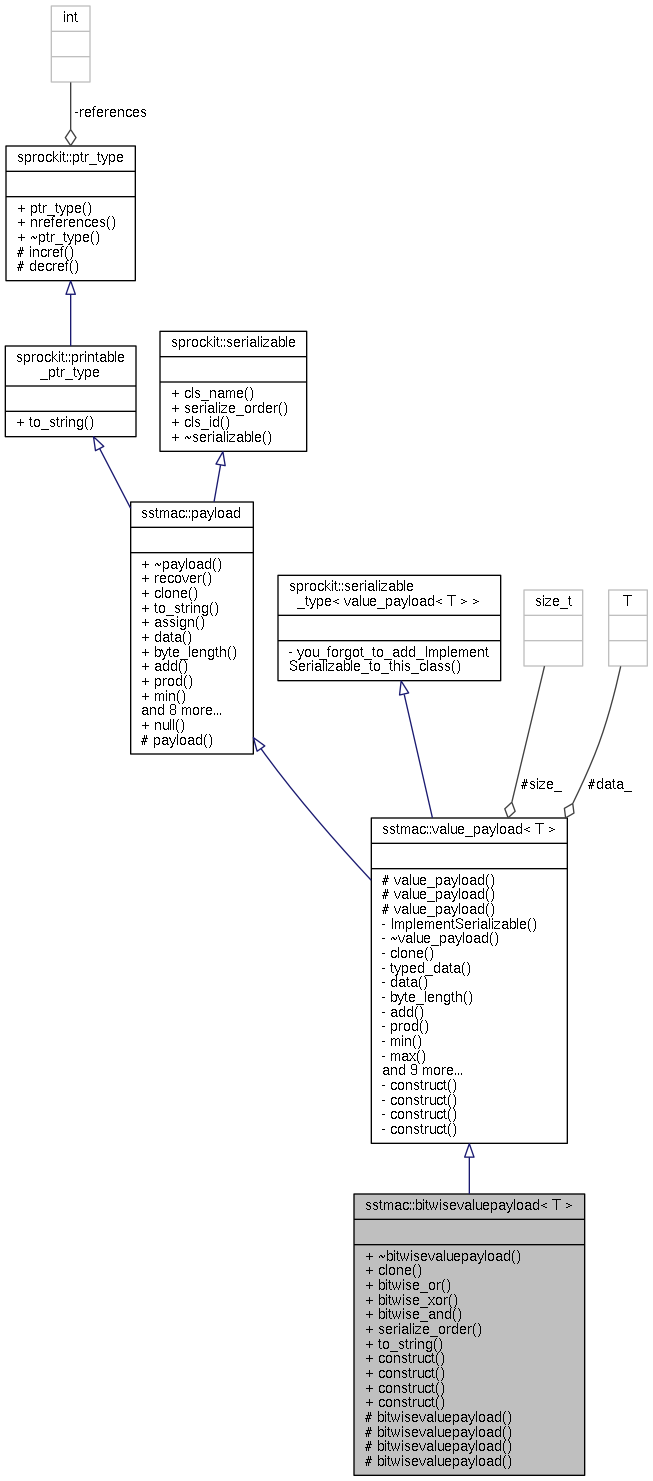 int
-references
sprockit::ptr_type
+ ptr_type()
+ nreferences()
+ ~ptr_type()
# incref()
# decref()
sprockit::printable
_ptr_type
+ to_string()
sprockit::serializable
+ cls_name()
+ serialize_order()
+ cls_id()
+ ~serializable()
sstmac::payload
+ ~payload()
+ recover()
+ clone()
+ to_string()
+ assign()
+ data()
+ byte_length()
+ add()
+ prod()
+ min()
and 8 more...
+ null()
# payload()
sprockit::serializable
_type< value_payload< T > >
- you_forgot_to_add_Implement
Serializable_to_this_class()
size_t
T
#size_
#data_
sstmac::value_payload< T >
# value_payload()
# value_payload()
# value_payload()
- ImplementSerializable()
- ~value_payload()
- clone()
- typed_data()
- data()
- byte_length()
- add()
- prod()
- min()
- max()
and 9 more...
- construct()
- construct()
- construct()
- construct()
sstmac::bitwisevaluepayload< T >
+ ~bitwisevaluepayload()
+ clone()
+ bitwise_or()
+ bitwise_xor()
+ bitwise_and()
+ serialize_order()
+ to_string()
+ construct()
+ construct()
+ construct()
+ construct()
# bitwisevaluepayload()
# bitwisevaluepayload()
# bitwisevaluepayload()
# bitwisevaluepayload()